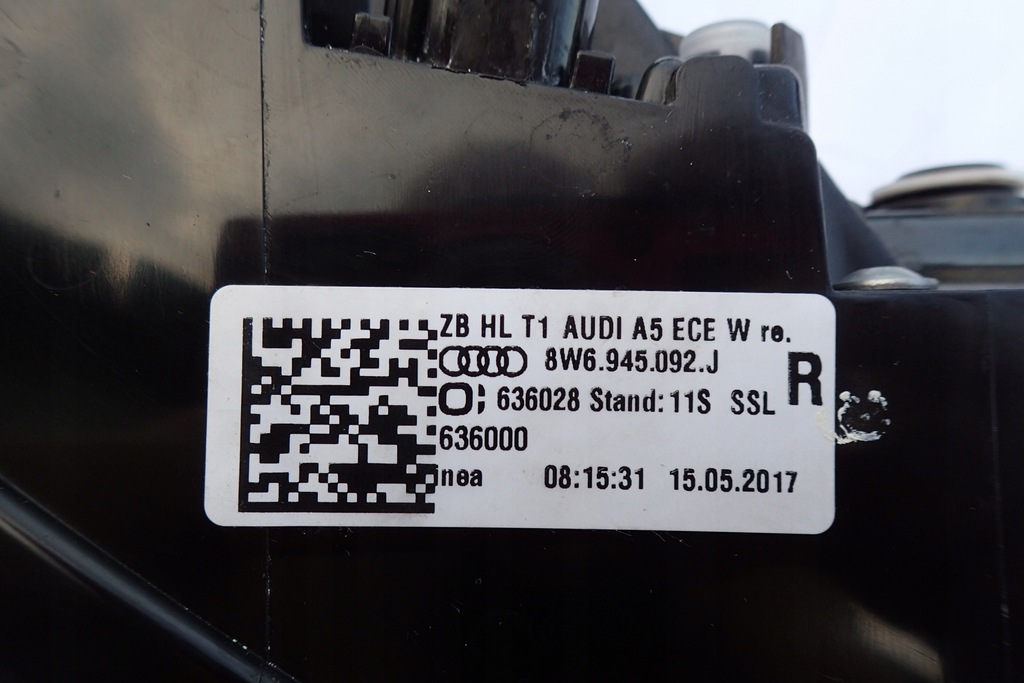 ZB HL T1 AUDI A5 ECE W re.
8W6.945.092.J
R
636028 Stand:11S SSL
636000
nea 08:15:31 15.05.2017